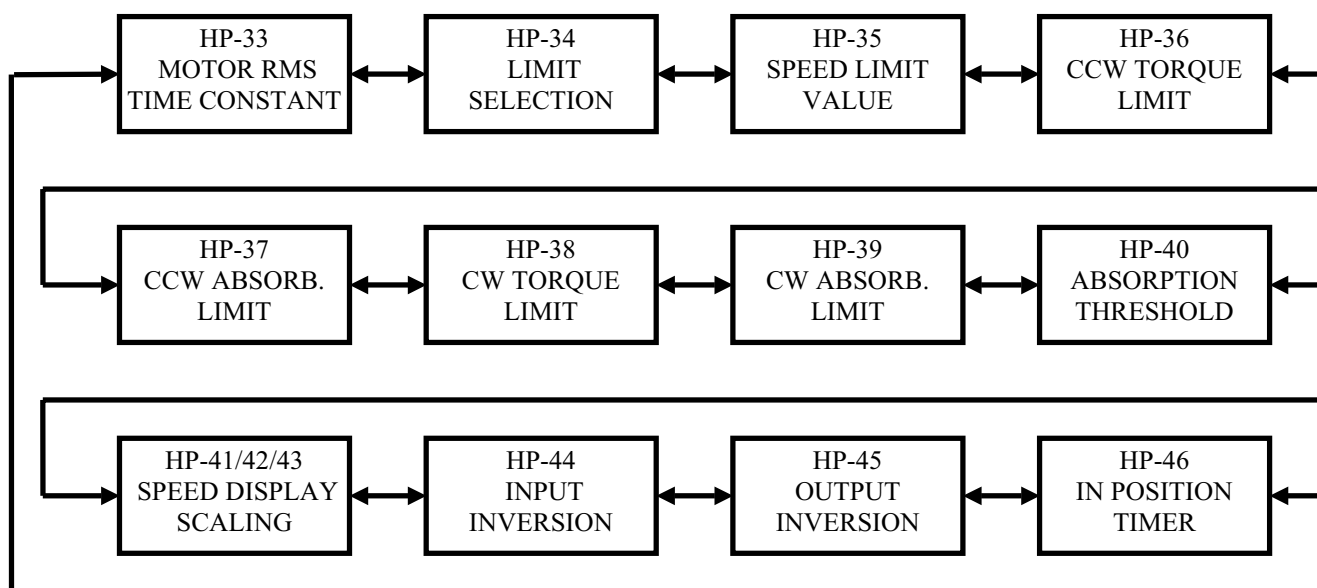 HP-33
MOTOR RMS
TIME CONSTANT
HP-34
LIMIT
SELECTION
HP-35
SPEED LIMIT
VALUE
HP-36
CCW TORQUE
LIMIT
HP-37
CCW ABSORB.
LIMIT
HP-38
CW TORQUE
LIMIT
HP-39
CW ABSORB.
LIMIT
HP-40
ABSORPTION
THRESHOLD
HP-41/42/43
SPEED DISPLAY
SCALING
HP-44
INPUT
INVERSION
HP-45
OUTPUT
INVERSION
HP-46
IN POSITION
TIMER